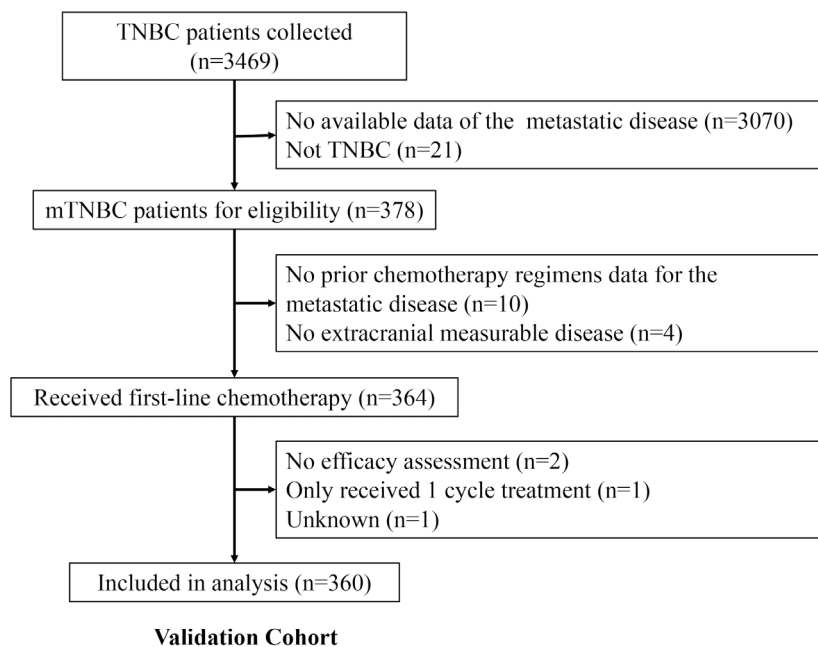 TNBC patients collected
(n=3469)
No available data of the metastatic disease (n=3070)
Not TNBC (n=21)
mTNBC patients for eligibility (n=378)
No prior chemotherapy regimens data for the
metastatic disease (n=10)
No extracranial measurable disease (n=4)
Received first-line chemotherapy (n=364)
No efficacy assessment (n=2)
Only received 1 cycle treatment (n=1)
Unknown (n=1)
Included in analysis (n=360)
Validation Cohort